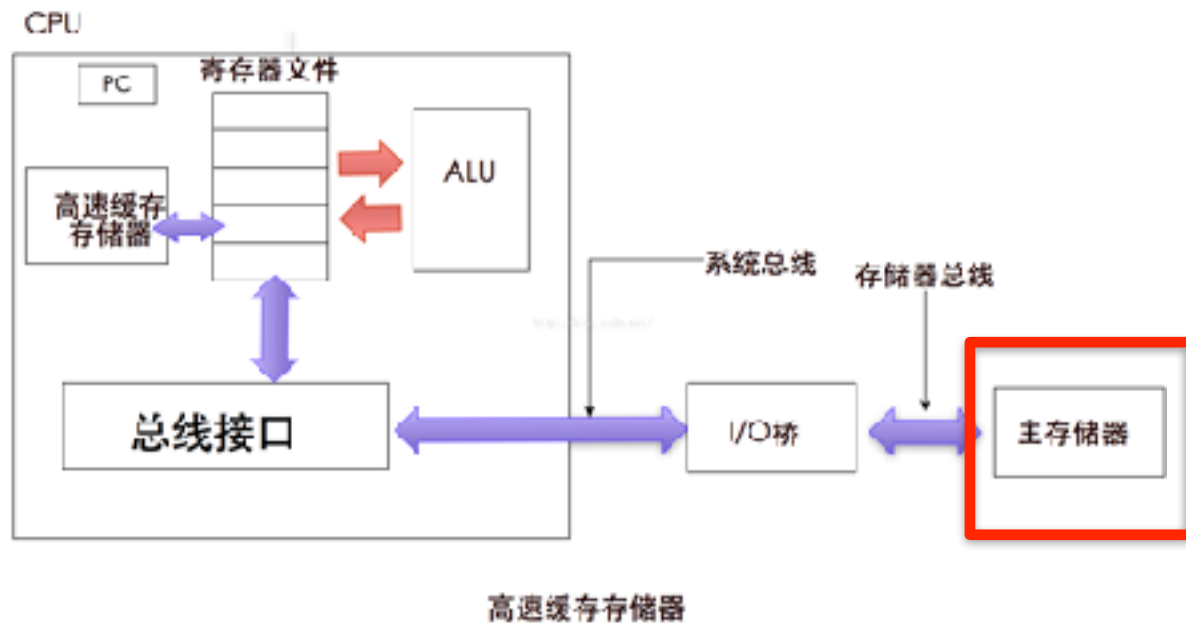 CPU
PC
寄存器文件
ALU
高速缓存
存储器
系统总线
存储器总线
总线接口
I/O桥
主存储器
高速缓存存储器